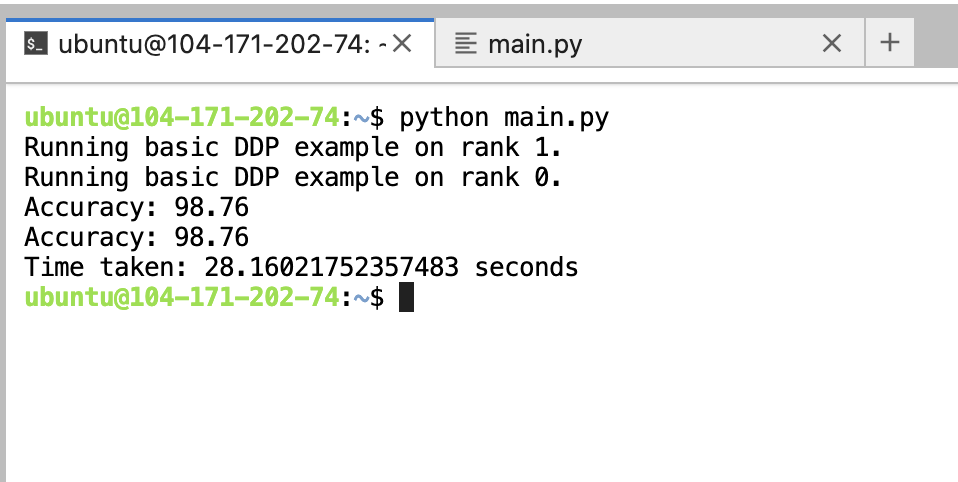 ubuntu@104-171-202-74: ~
main.py
ubuntu@104-171-202-74:~$ python main.py
Running basic DDP example on rank 1.
Running basic DDP example on rank 0.
Accuracy: 98.76
Accuracy: 98.76
Time taken: 28.16021752357483 seconds
ubuntu@104-171-202-74:~$